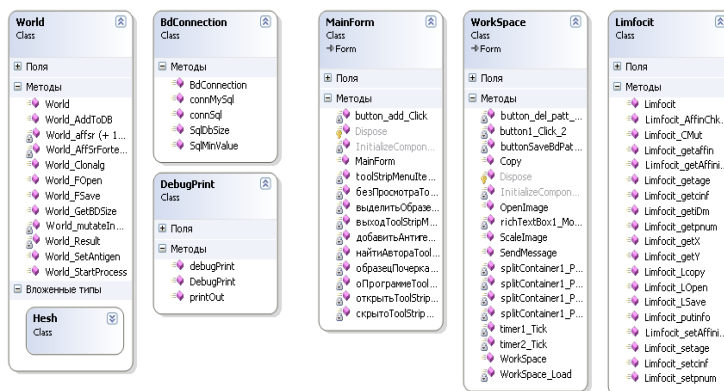 World
Class
Поля
Методы
World
World_AddToDB
World_affsr (+ 1...
World_AffSrForte...
World_Clonalg
World_FOpen
World_FSave
World_GetBDSize
World_mutateIn...
World_Result
World_SetAntigen
World_StartProcess
Вложенные типы
Hesh
Class
BdConnection
Class
Методы
BdConnection
connMySql
connSql
SqlDbSize
SqlMinValue
DebugPrint
Class
Поля
Методы
debugPrint
DebugPrint
printOut
MainForm
Class
Form
Поля
Методы
button_add_Click
Dispose
InitializeCompon...
MainForm
toolStripMenuIte...
безПросмотраTo...
выделитьОбразе...
выходToolStripM...
добавитьАнтиге...
найтиАвтораTool...
образецПочерка...
оПрограммеTool...
открытьToolStrip...
скрытоToolStrip...
WorkSpace
Class
Form
Поля
Методы
button_del_patt_...
button1_Click_2
buttonSaveBdPat...
Copy
Dispose
InitializeCompon...
OpenImage
richTextBox1_Mo...
ScaleImage
SendMessage
splitContainer1_P...
splitContainer1_P...
splitContainer1_P...
splitContainer1_P...
timer1_Tick
timer2_Tick
WorkSpace
WorkSpace_Load
Limfocit
Class
Поля
Методы
Limfocit
Limfocit_AffinChk.
Limfocit_CMut
Limfocit_getaffin
Limfocit_getAffini..
Limfocit_getage
Limfocit_getcinf
Limfocit_getiDm
Limfocit_getpnum
Limfocit_getX
Limfocit_getY
Limfocit_Lcopy
Limfocit_LOpen
Limfocit_LSave
Limfocit_putinfo
Limfocit_setAffini..
Limfocit_setage
Limfocit_setcinf
Limfocit_setpnum